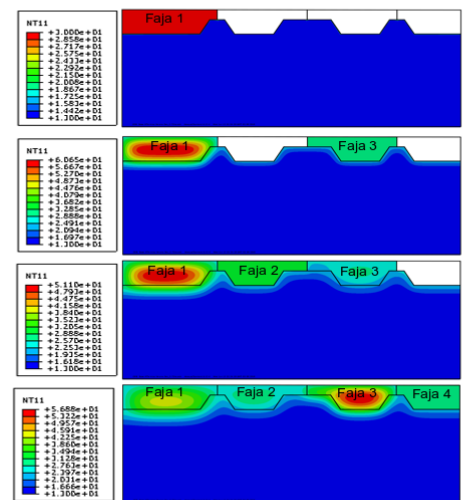 NT11
+3.000e+01
+2.858e+01
+2.717e+01
+2.575e+01
+2.433e+01
+2.292e+01
+2.150e+01
+2.008e+01
+1.867e+01
+1.725e+01
+1.583e+01
+1.442e+01
+1.300e+01
Faja 1
NT11
+6.065e+01
+5.667e+01
+5.270e+01
+4.873e+01
+4.476e+01
+4.079e+01
+3.682e+01
+3.285e+01
+2.888e+01
+2.491e+01
+2.094e+01
+1.697e+01
+1.300e+01
Faja 1
Faja 3
NT11
+5.110e+01
+4.793e+01
+4.475e+01
+4.158e+01
+3.840e+01
+3.523e+01
+3.205e+01
+2.888e+01
+2.570e+01
+2.253e+01
+1.935e+01
+1.618e+01
+1.300e+01
Faja 1
Faja 2
Faja 3
NT11
+5.688e+01
+5.322e+01
+4.957e+01
+4.591e+01
+4.225e+01
+3.860e+01
+3.494e+01
+3.128e+01
+2.763e+01
+2.397e+01
+2.031e+01
+1.666e+01
+1.300e+01
Faja 1
Faja 2
Faja 3
Faja 4